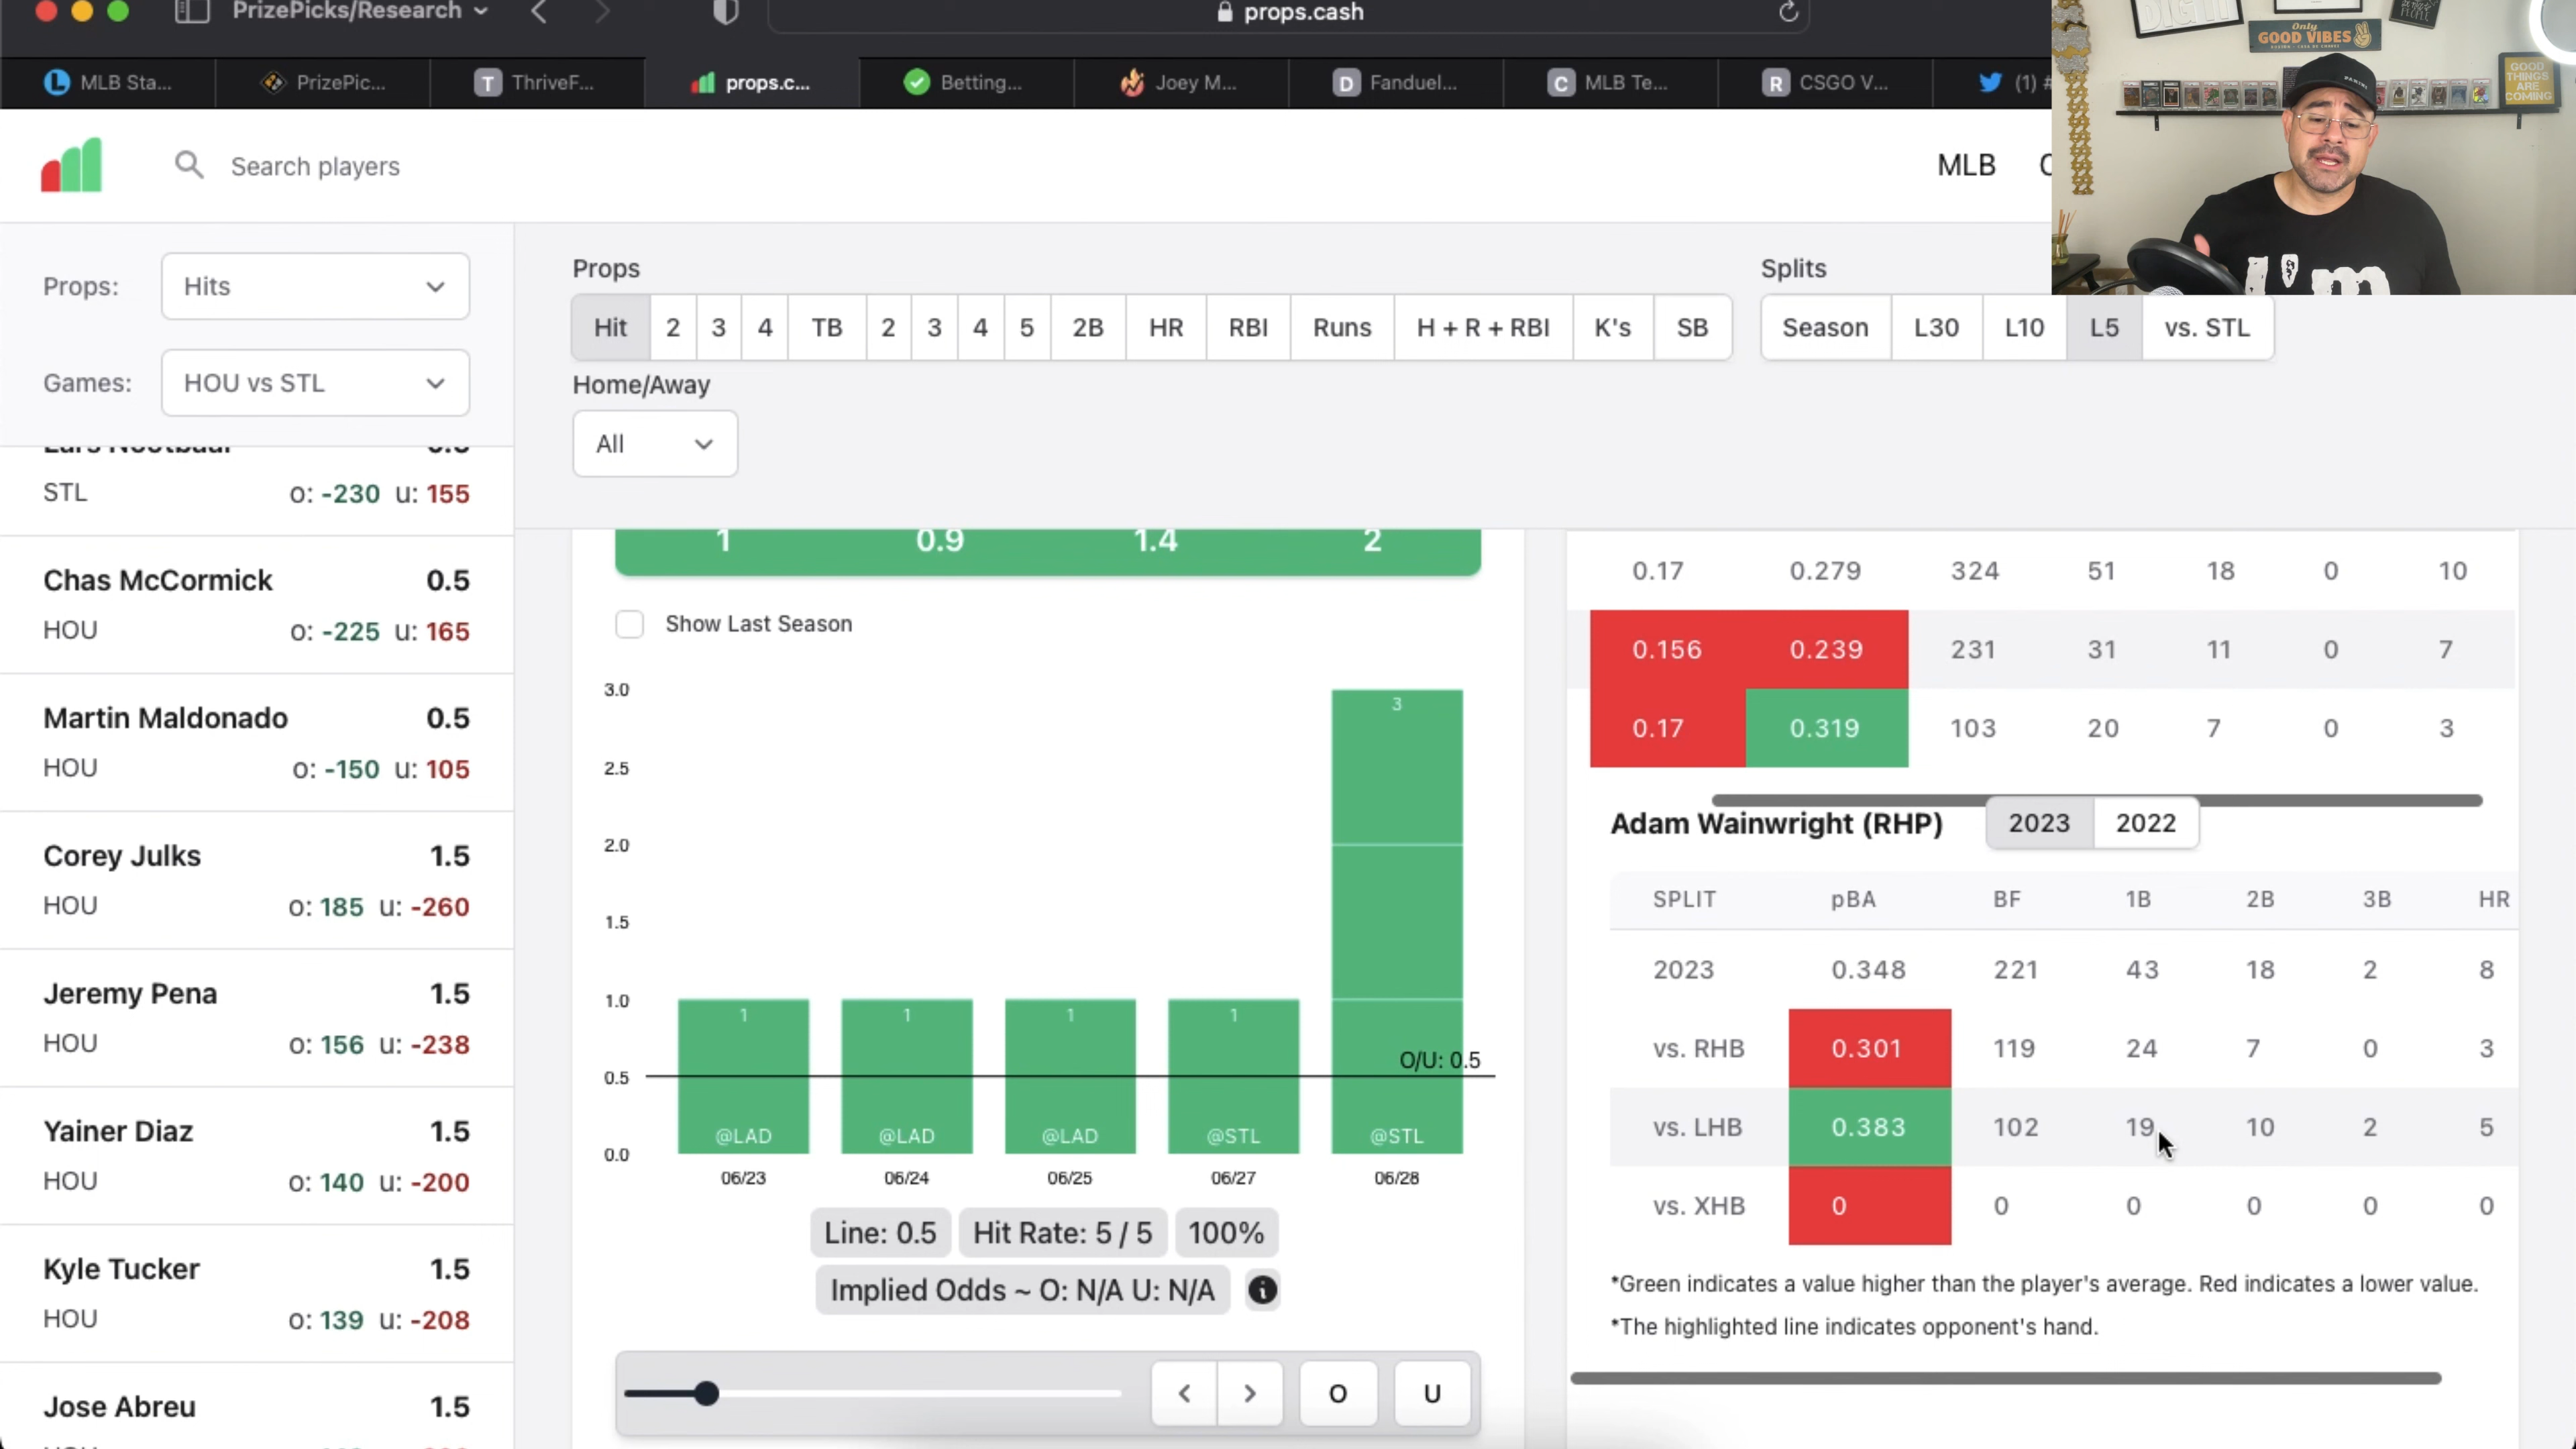 PrizePicks/Research
props.cash
MLB Sta...
PrizePic...
T ThriveF...
props.c...
Betting...
Joey M...
D Fanduel...
C MLB Te...
R CSGO V...
(1) #
Only
GOOD VIBES
GOOD
THINGS
ARE
COMING
PANINI
I'm
Search players
MLB
Props:
Hits
Games:
HOU vs STL
Props
Hit 2 3 4 TB 2 3 4 5 2B HR RBI Runs H + R + RBI K's SB
Splits
Season L30 L10 L5 vs. STL
Home/Away
All
Lars Nootbaar 0.5
STL o: -230 u: 155
Chas McCormick 0.5
HOU o: -225 u: 165
Martin Maldonado 0.5
HOU o: -150 u: 105
Corey Julks 1.5
HOU o: 185 u: -260
Jeremy Pena 1.5
HOU o: 156 u: -238
Yainer Diaz 1.5
HOU o: 140 u: -200
Kyle Tucker 1.5
HOU o: 139 u: -208
Jose Abreu 1.5
1 0.9 1.4 2
Show Last Season
3.0
2.5
2.0
1.5
1.0
0.5
0.0
1 1 1 1 3
O/U: 0.5
@LAD @LAD @LAD @STL @STL
06/23 06/24 06/25 06/27 06/28
Line: 0.5 Hit Rate: 5 / 5 100%
Implied Odds ~ O: N/A U: N/A
O U
0.17 0.279 324 51 18 0 10
0.156 0.239 231 31 11 0 7
0.17 0.319 103 20 7 0 3
Adam Wainwright (RHP) 2023 2022
SPLIT pBA BF 1B 2B 3B HR
2023 0.348 221 43 18 2 8
vs. RHB 0.301 119 24 7 0 3
vs. LHB 0.383 102 19 10 2 5
vs. XHB 0 0 0 0 0 0
*Green indicates a value higher than the player's average. Red indicates a lower value.
*The highlighted line indicates opponent's hand.